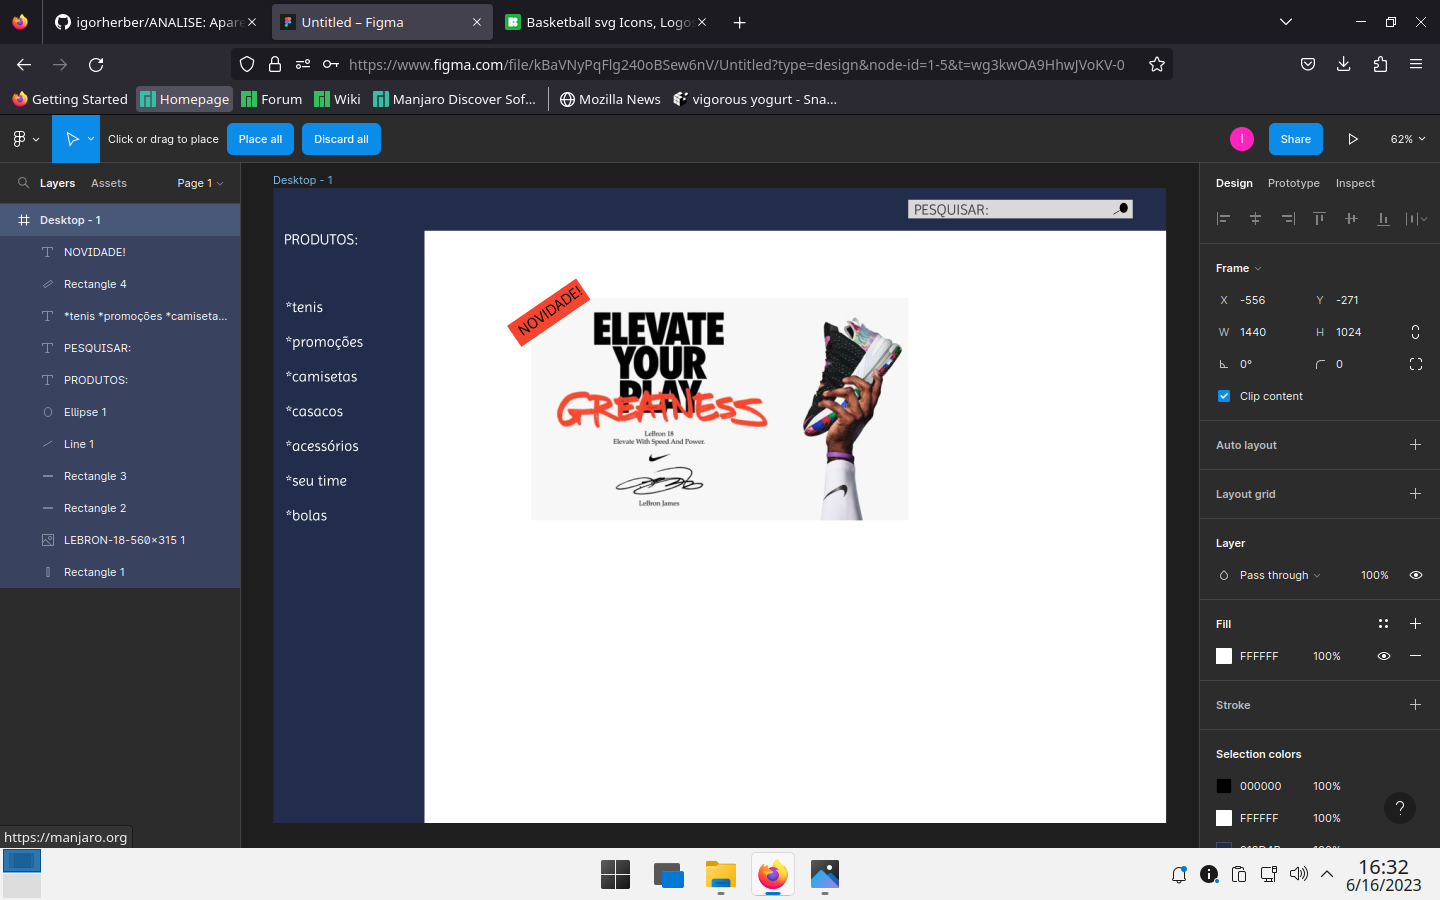 igorherber/ANALISE: Apare
Untitled – Figma
Basketball svg Icons, Logo
https://www.figma.com/file/kBaVNyPqFlg240oBSew6nV/Untitled?type=design&node-id=1-5&t=wg3kwOA9HhwJVoKV-0
Getting Started
Homepage
Forum
Wiki
Manjaro Discover Sof...
Mozilla News
vigorous yogurt - Sna...
Click or drag to place
Place all
Discard all
I
Share
62%
Layers
Assets
Page 1
Desktop - 1
NOVIDADE!
Rectangle 4
*tenis *promoções *camiseta...
PESQUISAR:
PRODUTOS:
Ellipse 1
Line 1
Rectangle 3
Rectangle 2
LEBRON-18-560×315 1
Rectangle 1
https://manjaro.org
Desktop - 1
PESQUISAR:
PRODUTOS:
*tenis
*promoções
*camisetas
*casacos
*acessórios
*seu time
*bolas
NOVIDADE!
ELEVATE
YOUR
PLAY
GREATNESS
LeBron 18
Elevate With Speed And Power.
LeBron James
Design
Prototype
Inspect
Frame
X -556 Y -271
W 1440 H 1024
0° 0
Clip content
Auto layout
Layout grid
Layer
Pass through 100%
Fill
FFFFFF 100%
Stroke
Selection colors
000000 100%
FFFFFF 100%
?
16:32
6/16/2023